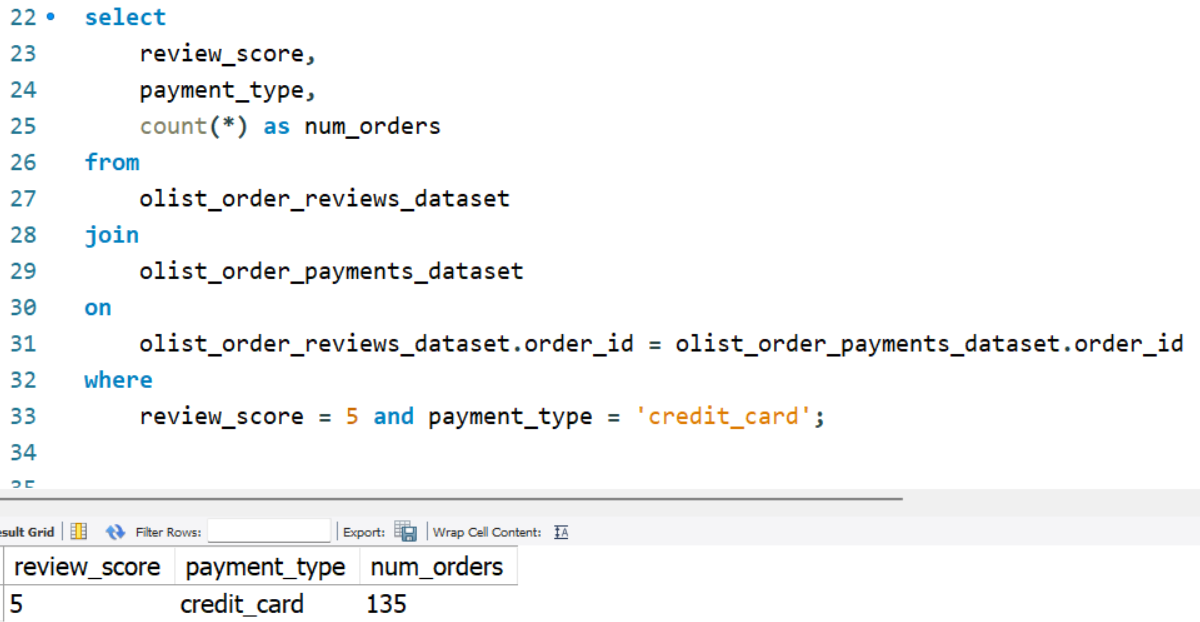 22 select
23 review_score,
24 payment_type,
25 count(*) as num_orders
26 from
27 olist_order_reviews_dataset
28 join
29 olist_order_payments_dataset
30 on
31 olist_order_reviews_dataset.order_id = olist_order_payments_dataset.order_id
32 where
33 review_score = 5 and payment_type = 'credit_card';
34
35
esult Grid Filter Rows: Export: Wrap Cell Content: IA
review_score payment_type num_orders
5 credit_card 135